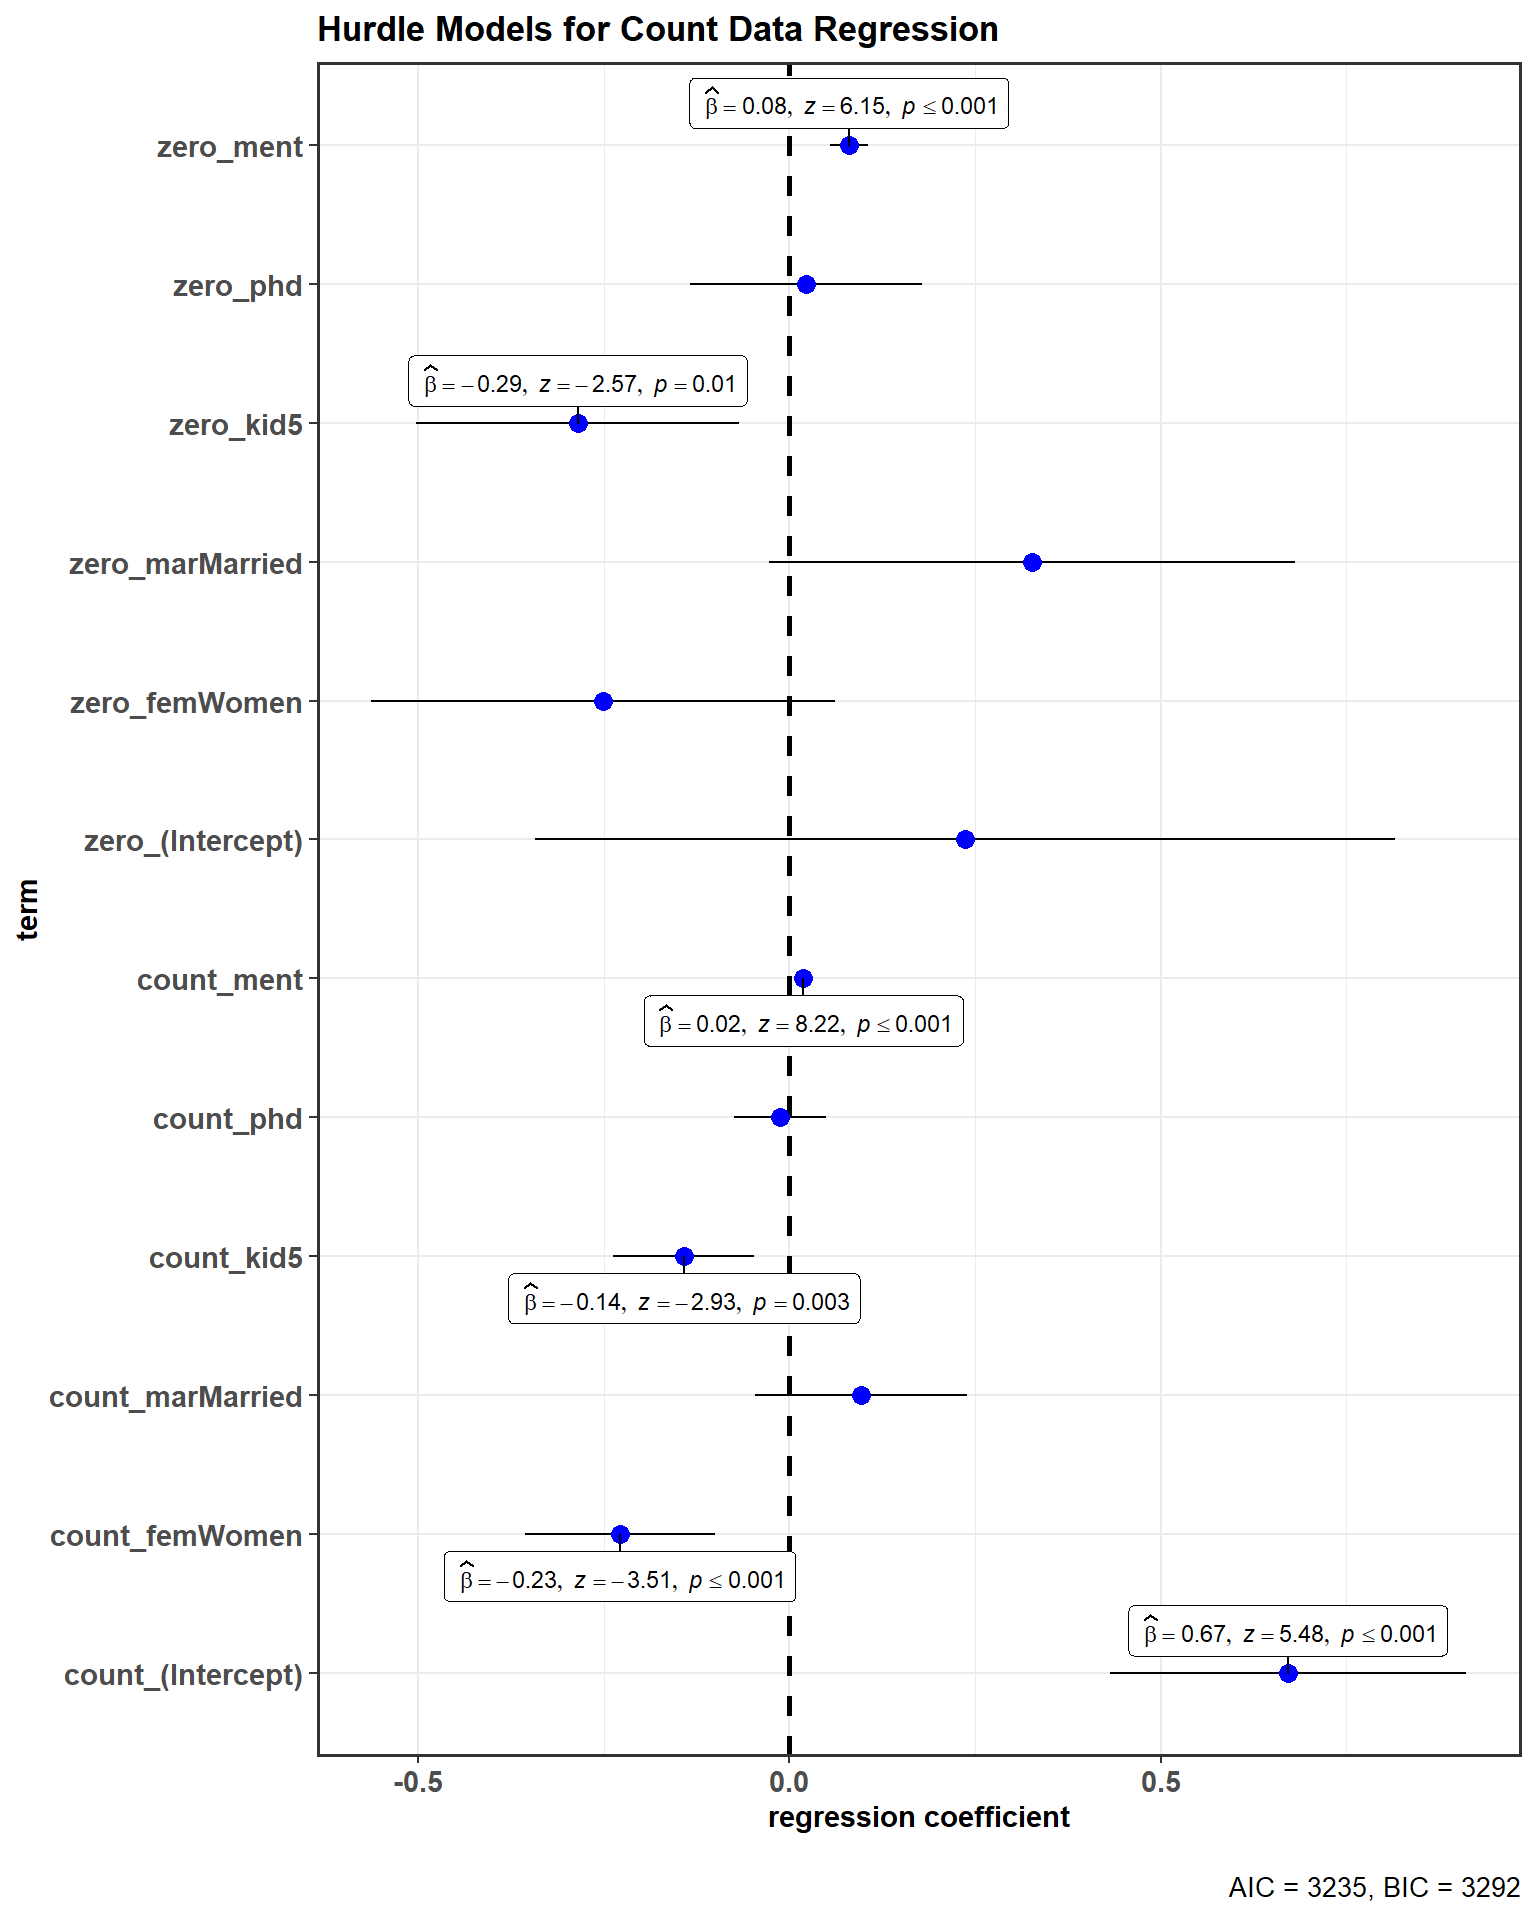 Hurdle Models for Count Data Regression
β̂ = 0.08, z = 6.15, p ≤ 0.001
zero_ment
zero_phd
β̂ = −0.29, z = −2.57, p = 0.01
zero_kid5
zero_marMarried
zero_femWomen
zero_(Intercept)
term
count_ment
β̂ = 0.02, z = 8.22, p ≤ 0.001
count_phd
count_kid5
β̂ = −0.14, z = −2.93, p = 0.003
count_marMarried
count_femWomen
β̂ = −0.23, z = −3.51, p ≤ 0.001
β̂ = 0.67, z = 5.48, p ≤ 0.001
count_(Intercept)
-0.5 0.0 0.5
regression coefficient
AIC = 3235, BIC = 3292